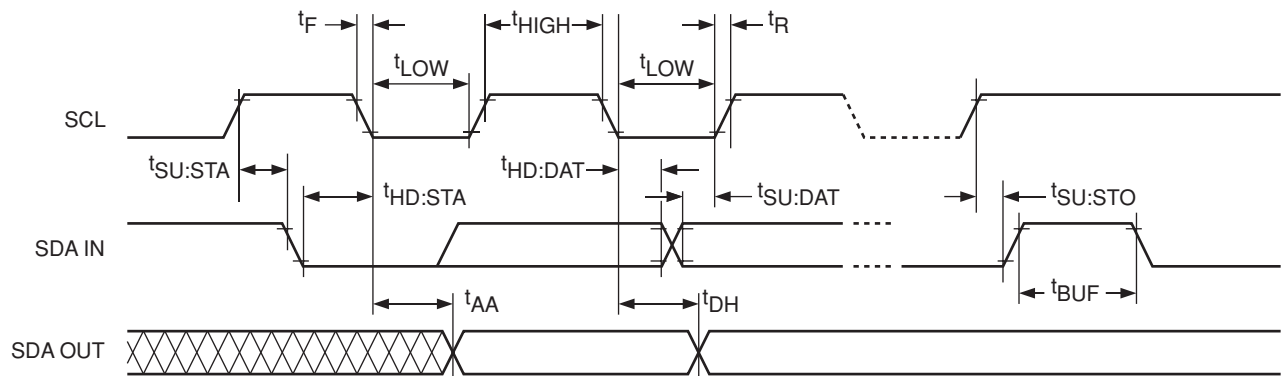 tF
tHIGH
tR
tLOW
tLOW
SCL
tSU:STA
tHD:DAT
tHD:STA
tSU:DAT
tSU:STO
SDA IN
tBUF
tAA
tDH
SDA OUT